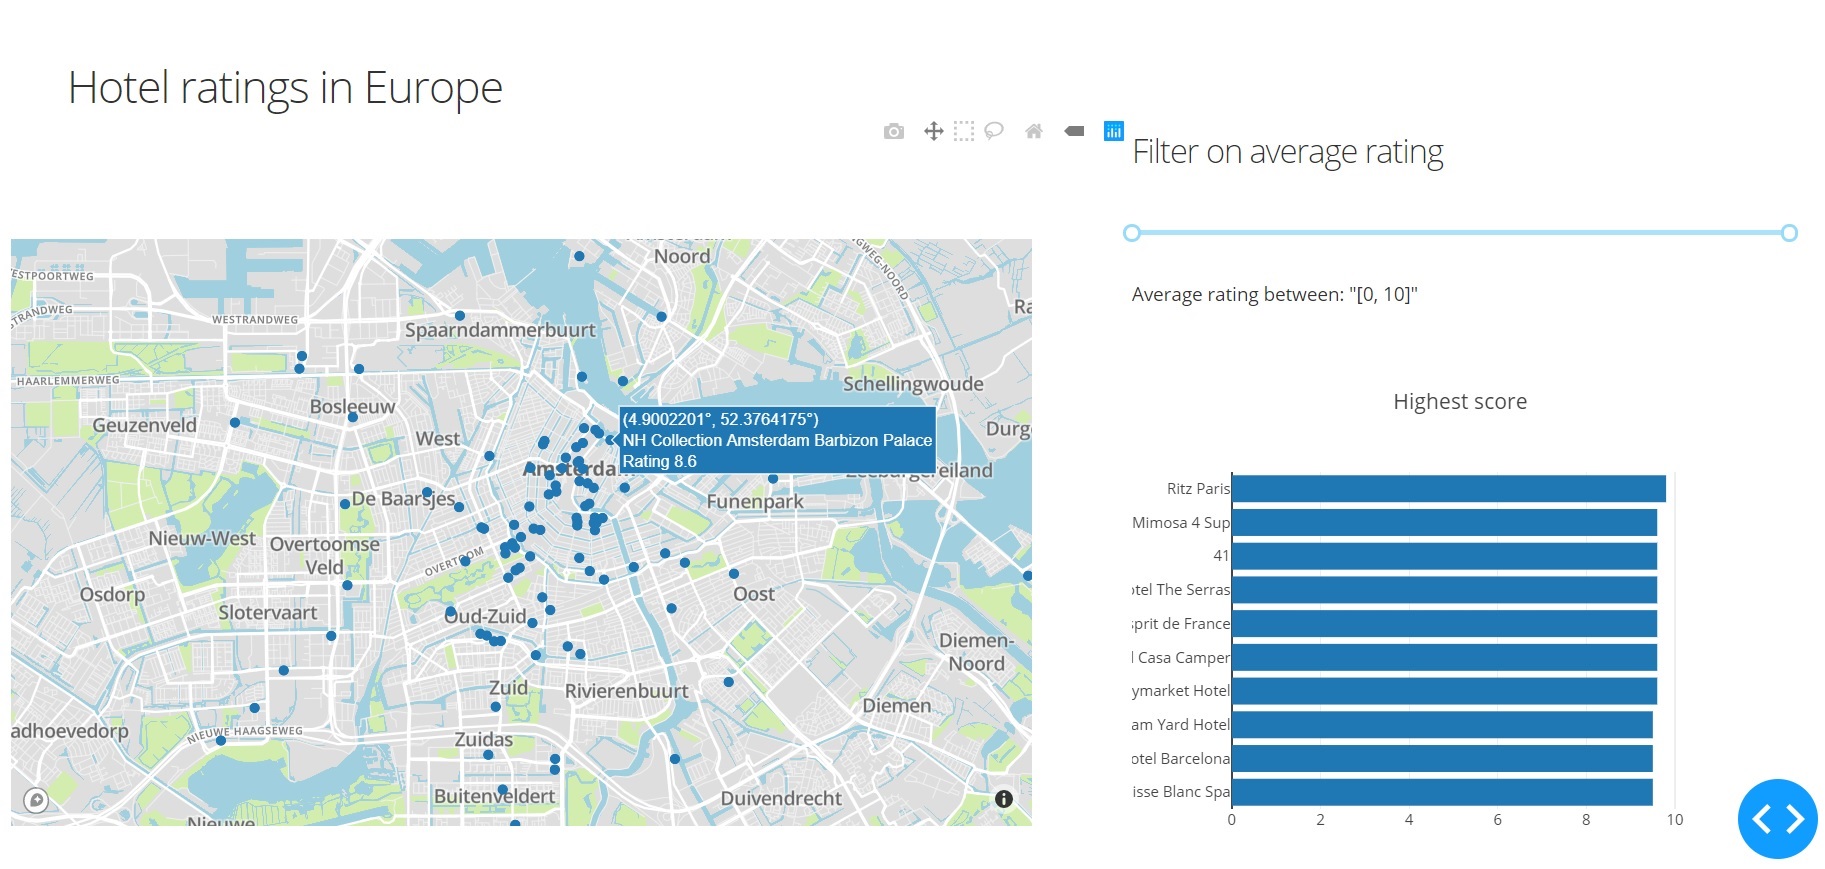 Hotel ratings in Europe
Filter on average rating
Average rating between: "[0, 10]"
Noord
ESTPORTWEG
TRANDWEG
WESTRANDWEG
Spaarndammerbuurt
HAARLEMMERWEG
Bosleeuw
Schellingwoude
Geuzenveld
West
Durg
(4.9002201°, 52.3764175°)
NH Collection Amsterdam Barbizon Palace
Rating 8.6
Amsterda
eiland
De Baarsjes
Funenpark
Nieuw-West
Overtoomse
Veld
OVERTOOM
Osdorp
Slotervaart
Oud-Zuid
Oost
Diemen-
Noord
Zuid
Rivierenbuurt
Diemen
adhoevedorp
NIEUWE HAAGSEWEG
Zuidas
Buitenveldert
Duivendrecht
Nieuwe
Highest score
Ritz Paris
Mimosa 4 Sup
41
otel The Serras
sprit de France
l Casa Camper
ymarket Hotel
am Yard Hotel
otel Barcelona
isse Blanc Spa
0 2 4 6 8 10